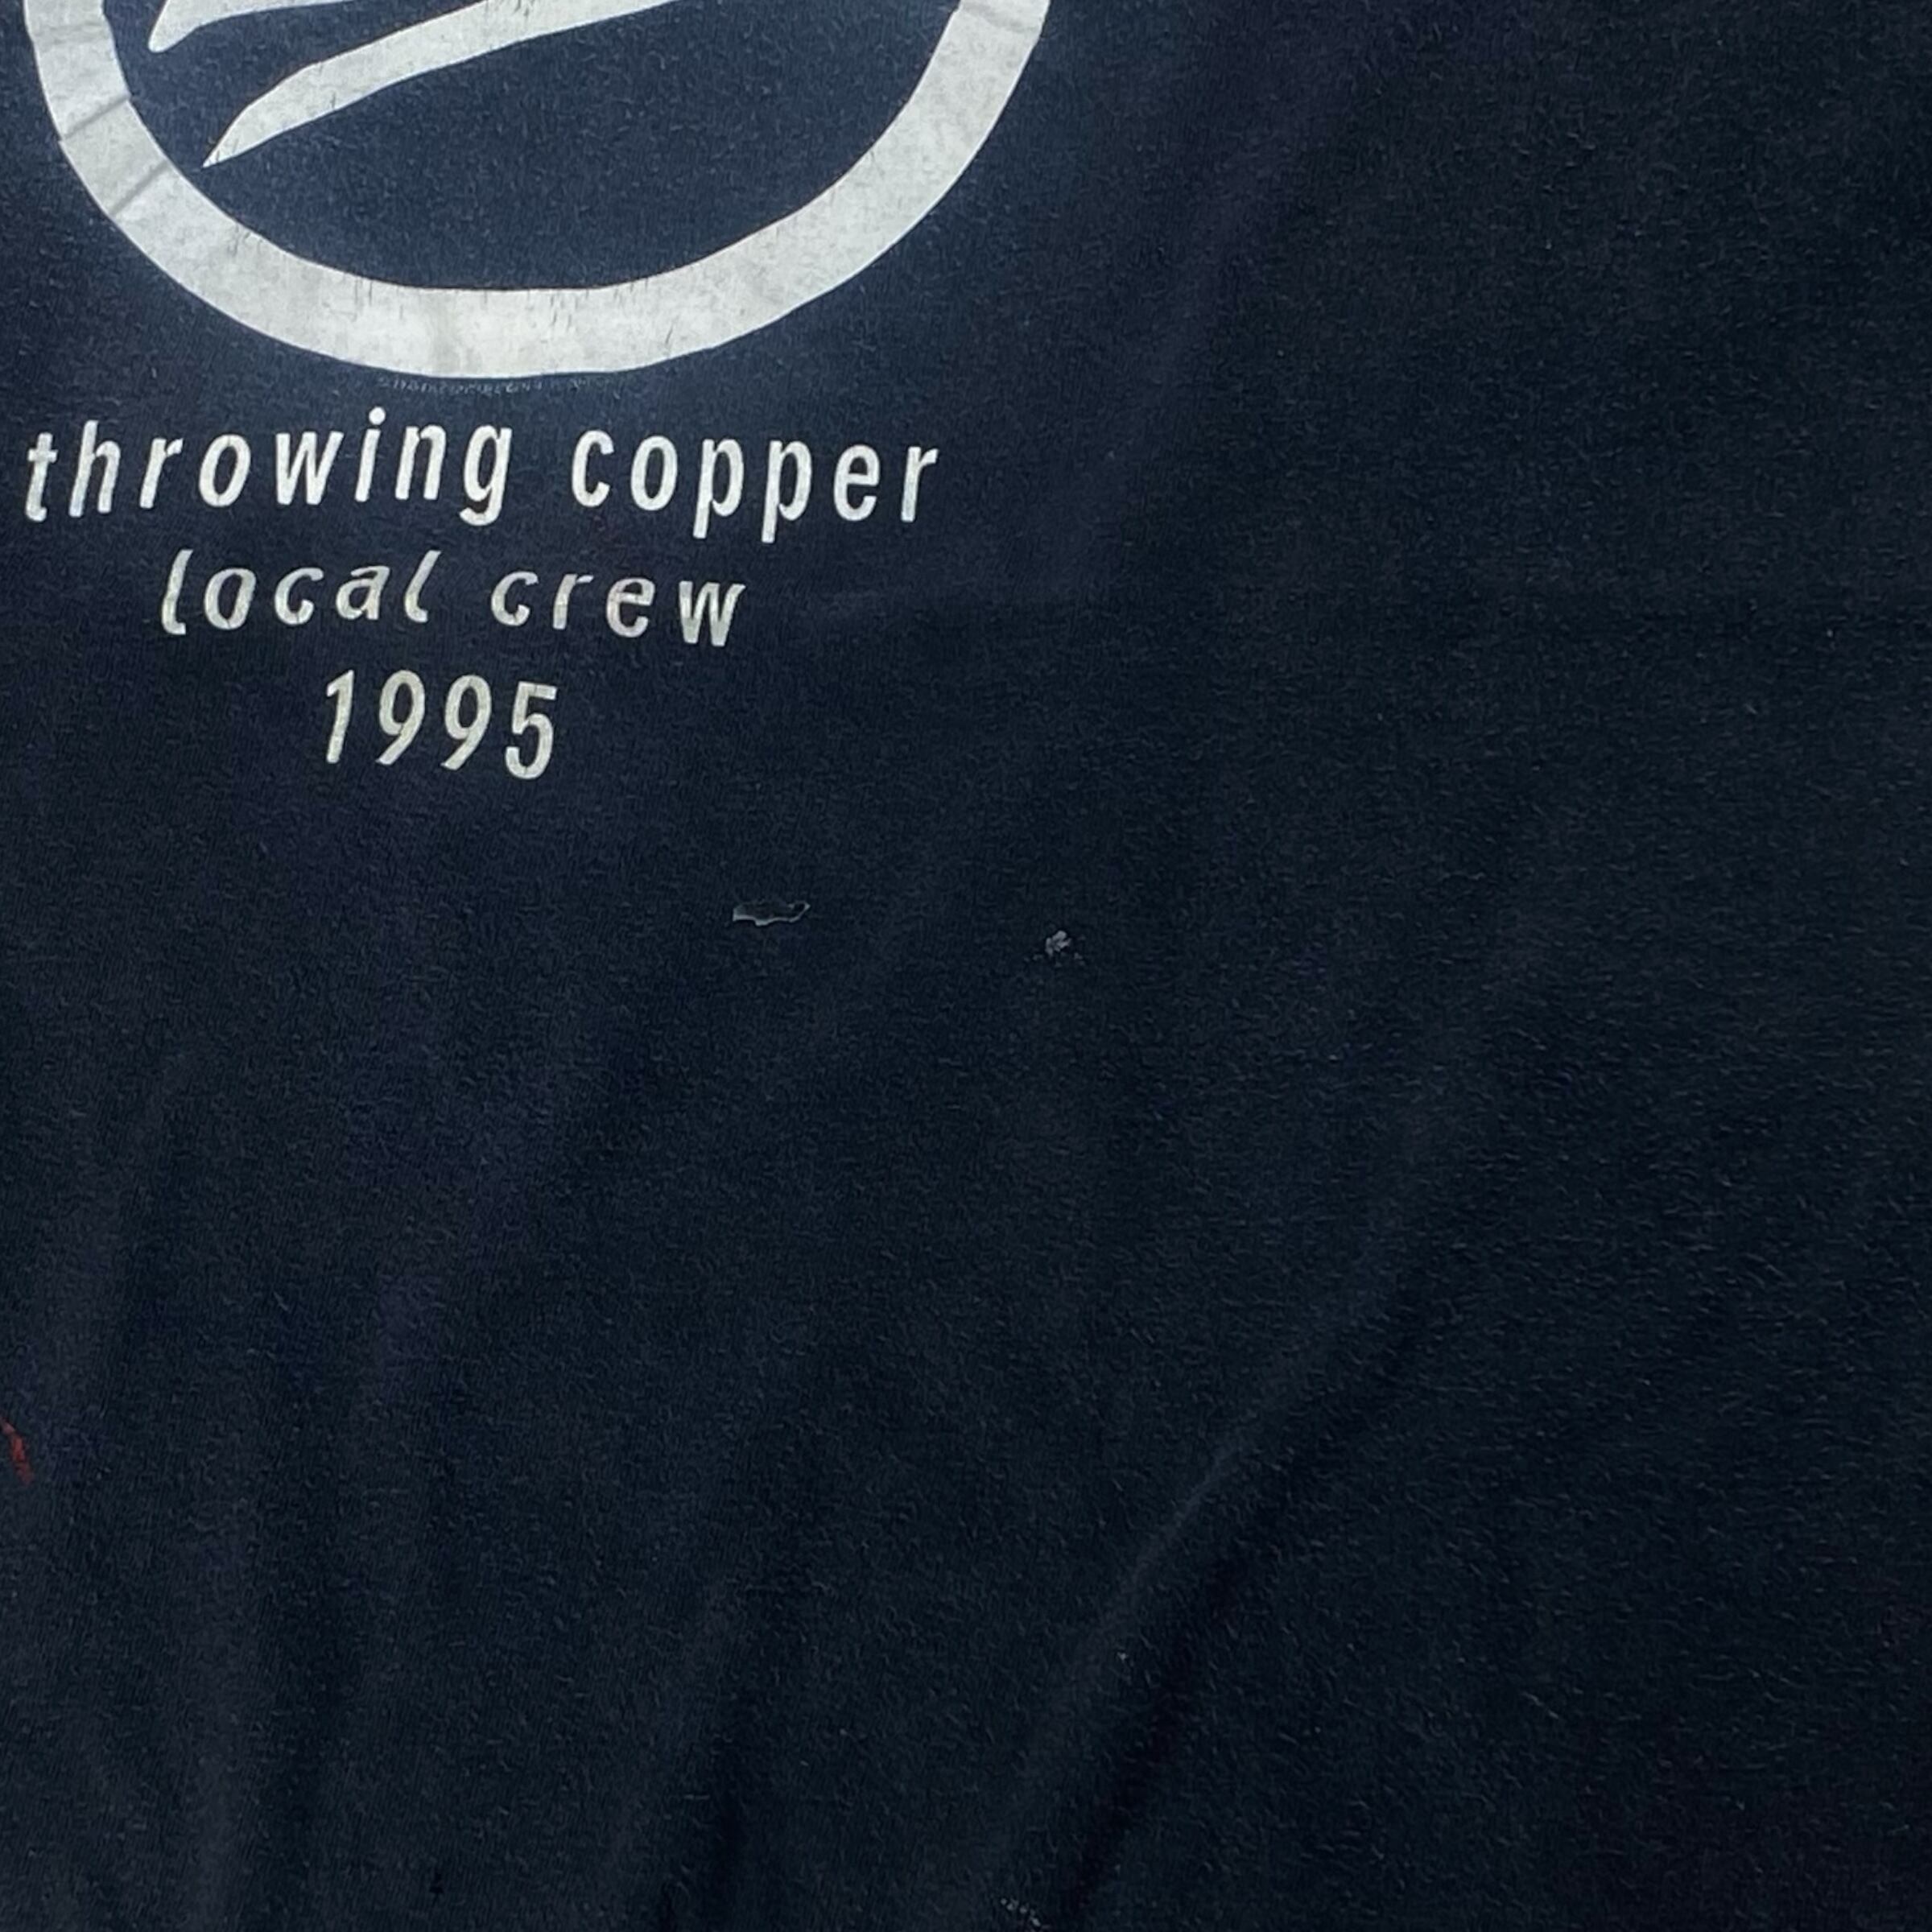 throwing copper
local crew
1995